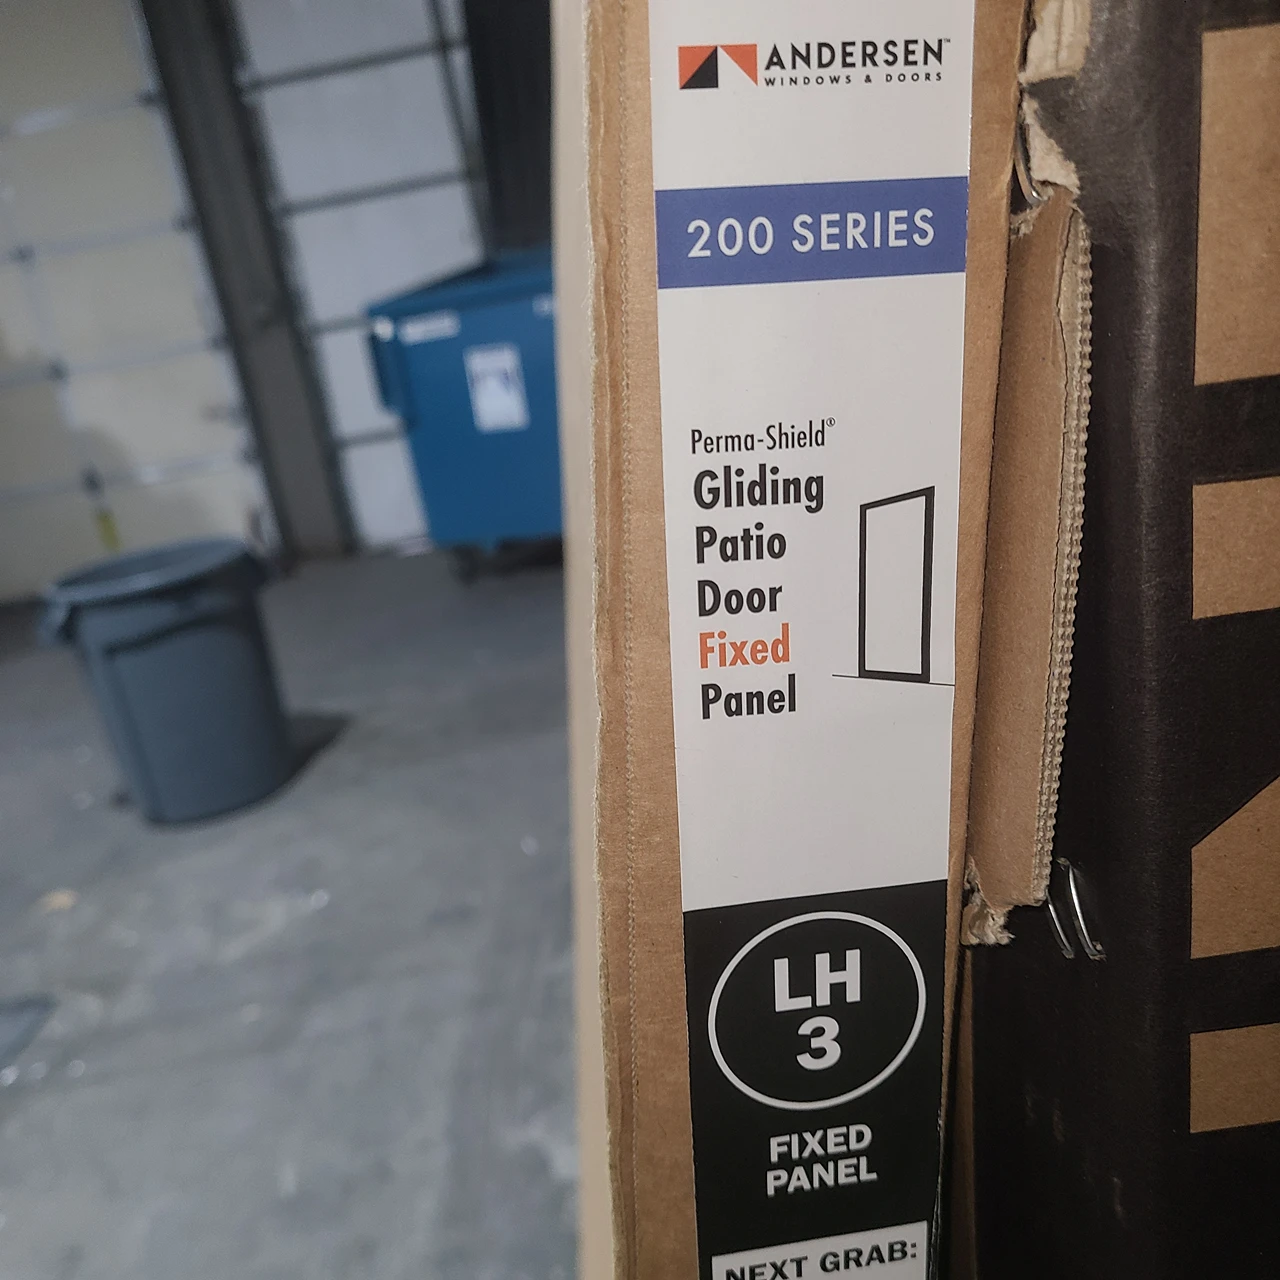 ANDERSEN™
WINDOWS & DOORS
200 SERIES
Perma-Shield®
Gliding
Patio
Door
Fixed
Panel
LH
3
FIXED
PANEL
NEXT GRAB: